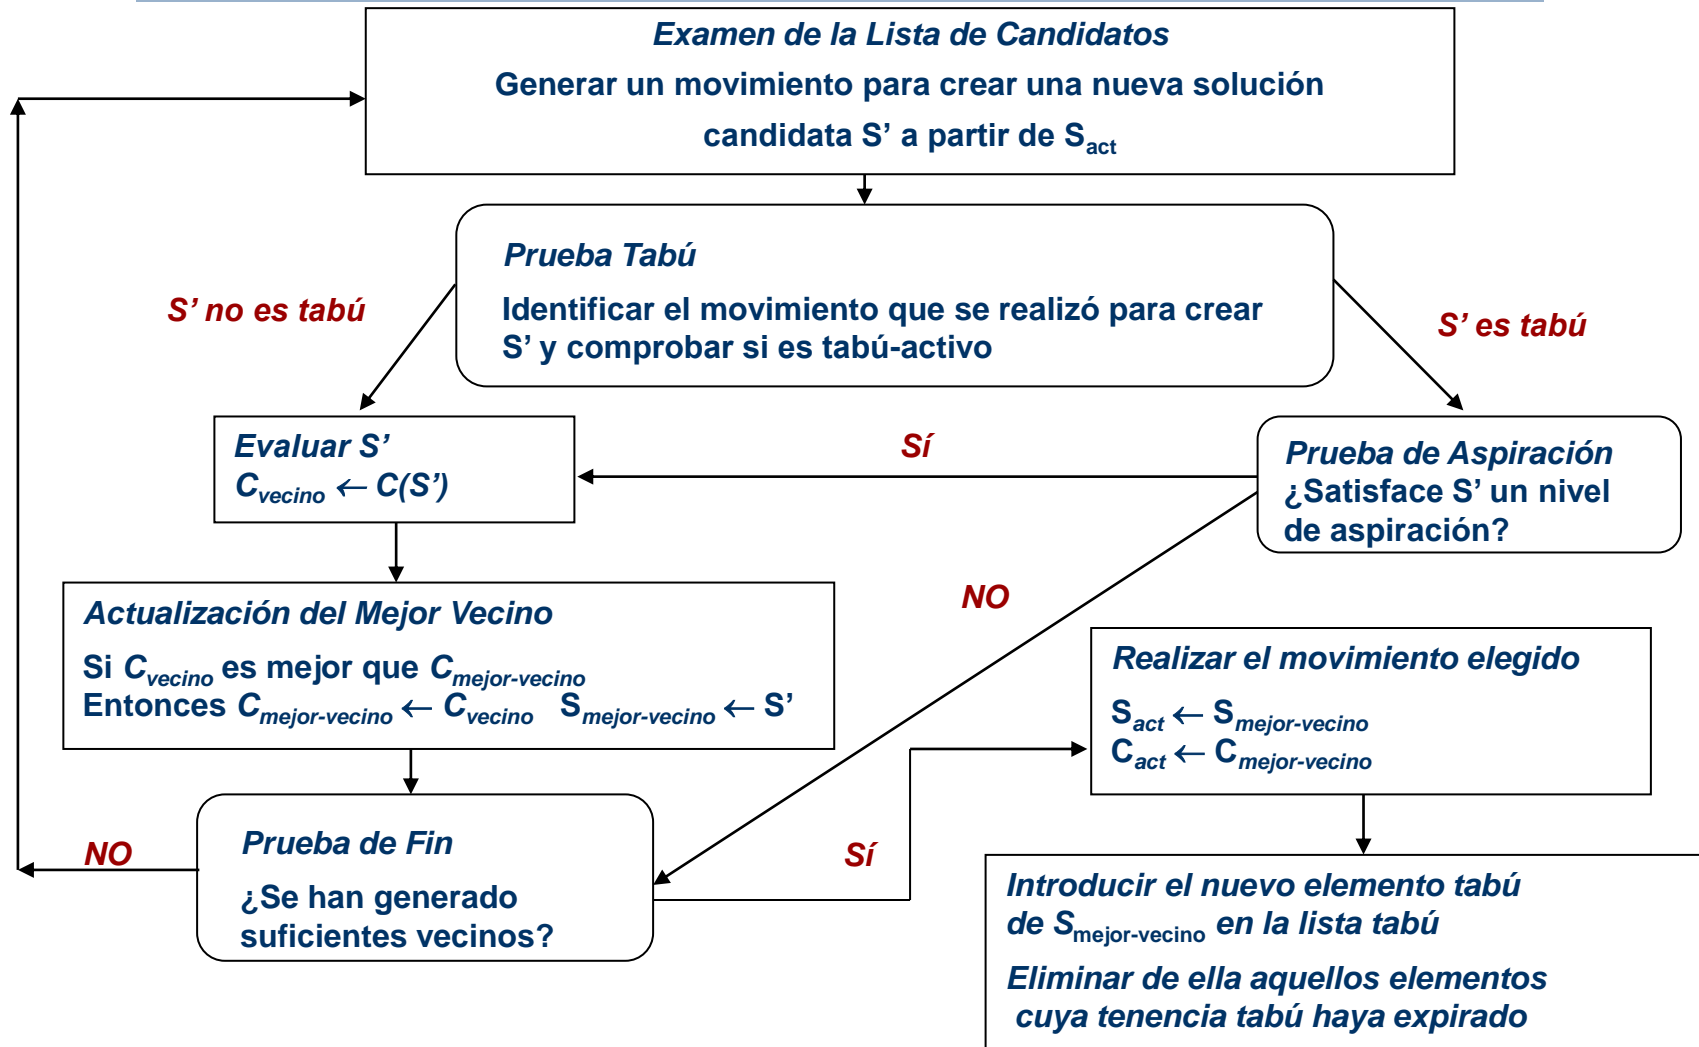 Examen de la Lista de Candidatos
Generar un movimiento para crear una nueva solución
candidata S’ a partir de Sact
Prueba Tabú
Identificar el movimiento que se realizó para crear
S’ y comprobar si es tabú-activo
S’ no es tabú
S’ es tabú
Evaluar S’
Cvecino ← C(S’)
Sí
Prueba de Aspiración
¿Satisface S’ un nivel
de aspiración?
NO
Actualización del Mejor Vecino
Si Cvecino es mejor que Cmejor-vecino
Entonces Cmejor-vecino ← Cvecino Smejor-vecino ← S’
Realizar el movimiento elegido
Sact ← Smejor-vecino
Cact ← Cmejor-vecino
Prueba de Fin
¿Se han generado
suficientes vecinos?
NO
Sí
Introducir el nuevo elemento tabú
de Smejor-vecino en la lista tabú
Eliminar de ella aquellos elementos
cuya tenencia tabú haya expirado